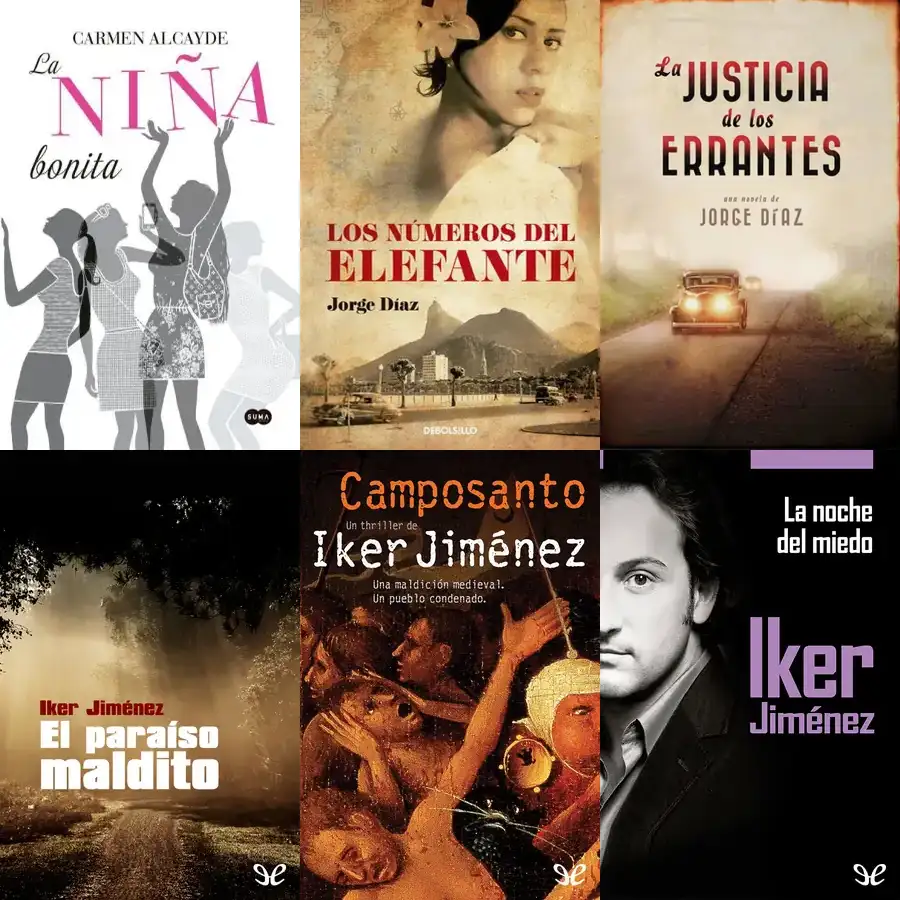 CARMEN ALCAYDE
La
NIÑA
bonita
SUMA
LOS NÚMEROS DEL
ELEFANTE
Jorge Díaz
DEBOLS!LLO
La JUSTICIA
de los
ERRANTES
una novela de
JORGE DÍAZ
Iker Jiménez
El paraíso
maldito
Camposanto
Un thriller de
Iker Jiménez
Una maldición medieval.
Un pueblo condenado.
La noche
del miedo
Iker
Jiménez